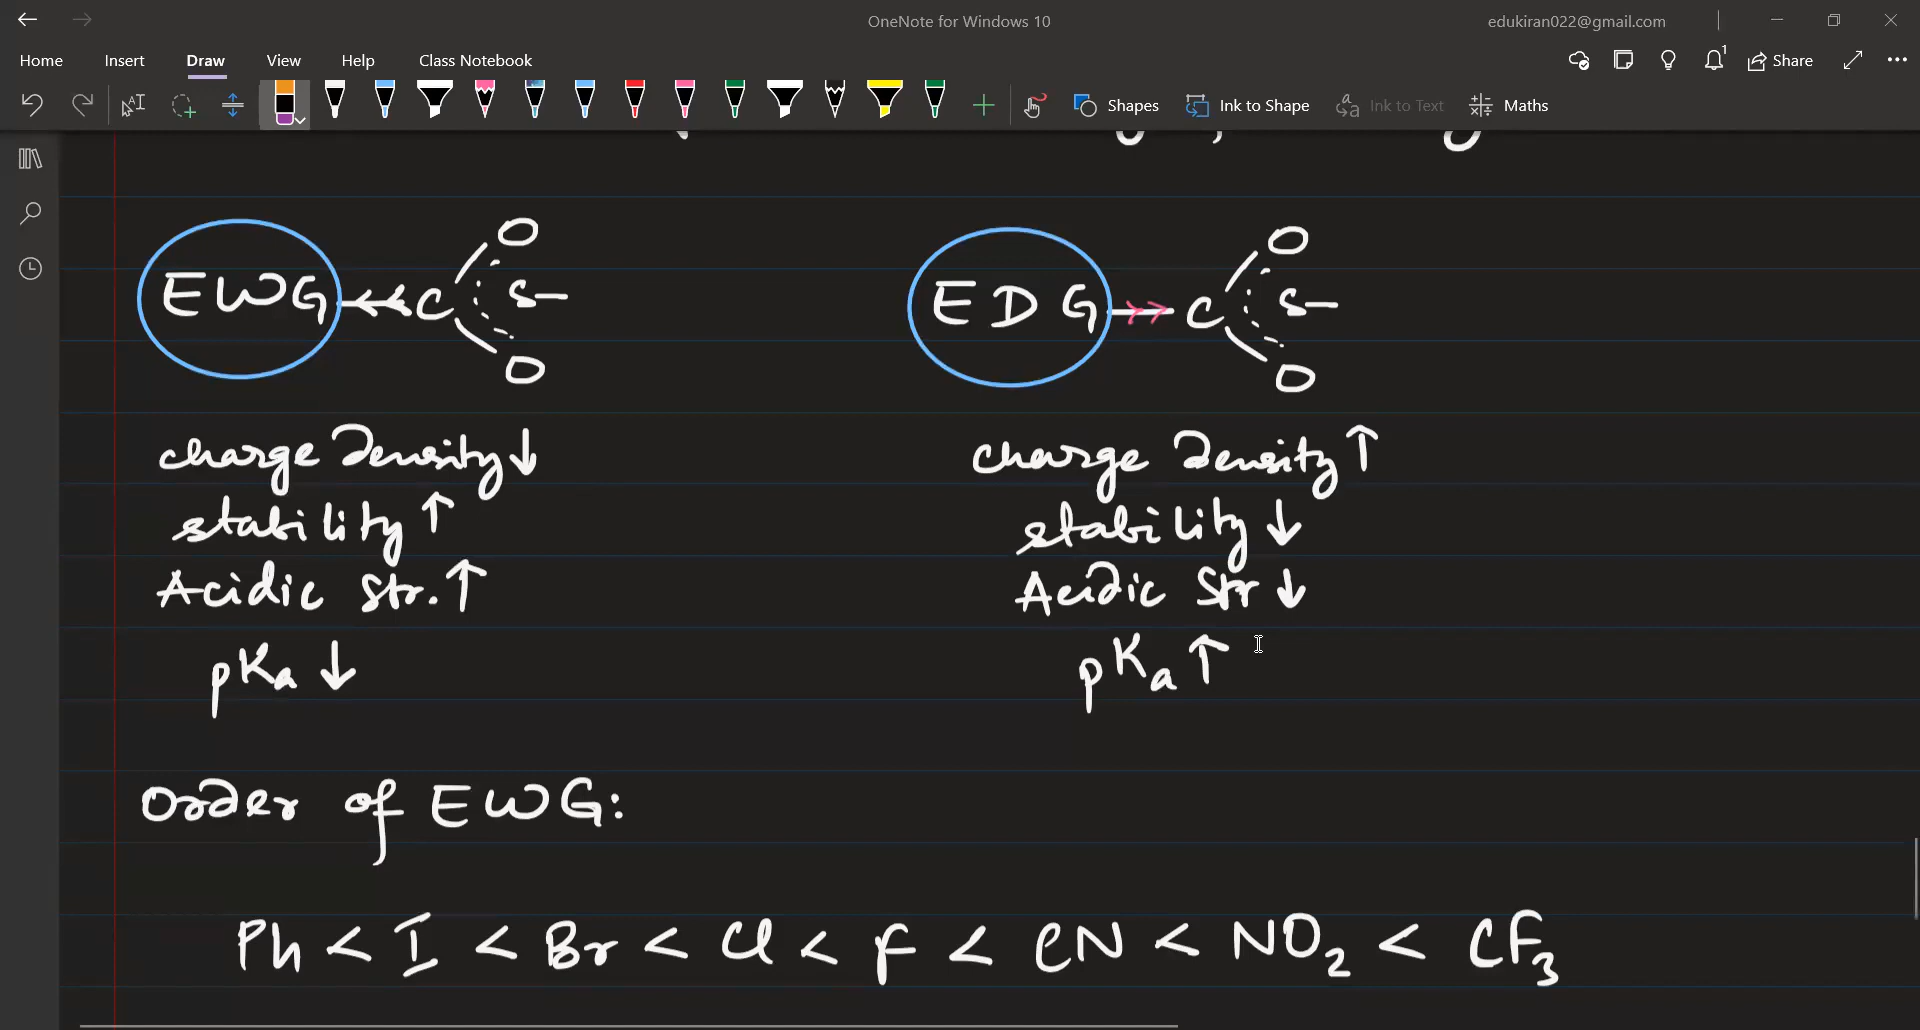 OneNote for Windows 10
edukiran022@gmail.com
Home Insert Draw View Help Class Notebook
1
Share
Shapes Ink to Shape Ink to Text Maths
EWG C O δ- O
EDG C O δ- O
charge density ↓
stability ↑
Acidic Str. ↑
pKa ↓
charge density ↑
stability ↓
Acidic Str ↓
pKa ↑
Order of EWG:
Ph < I < Br < Cl < F < CN < NO₂ < CF₃